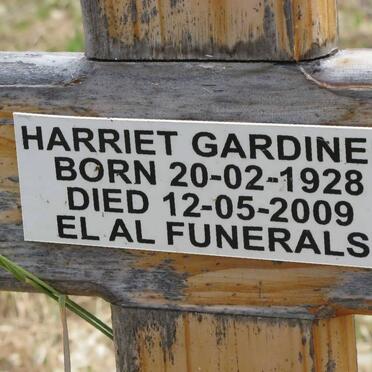 HARRIET GARDINE
BORN 20-02-1928
DIED 12-05-2009
EL AL FUNERALS